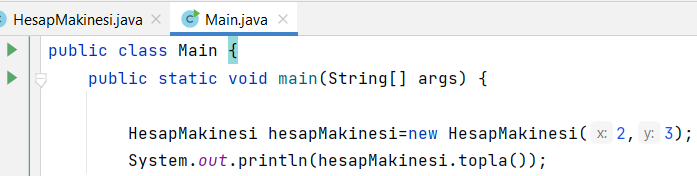 HesapMakinesi.java Main.java
public class Main {
public static void main(String[] args) {
HesapMakinesi hesapMakinesi=new HesapMakinesi( x: 2, y: 3);
System.out.println(hesapMakinesi.topla());